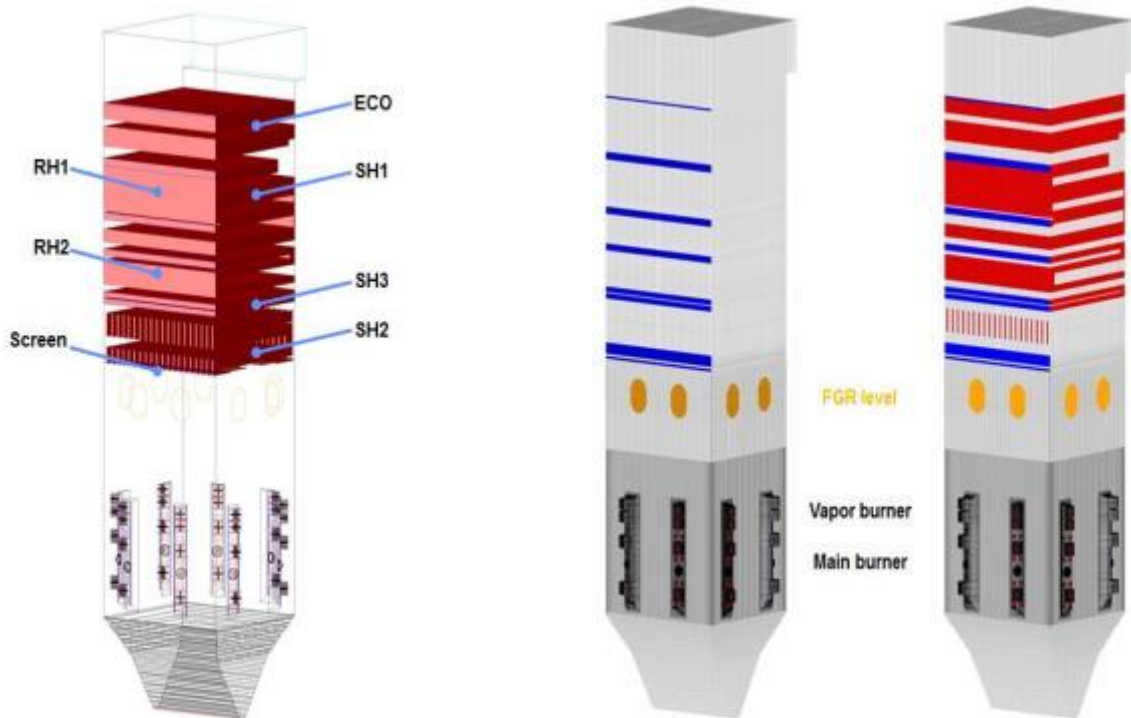 ECO
RH1
SH1
RH2
SH3
Screen
SH2
FGR level
Vapor burner
Main burner